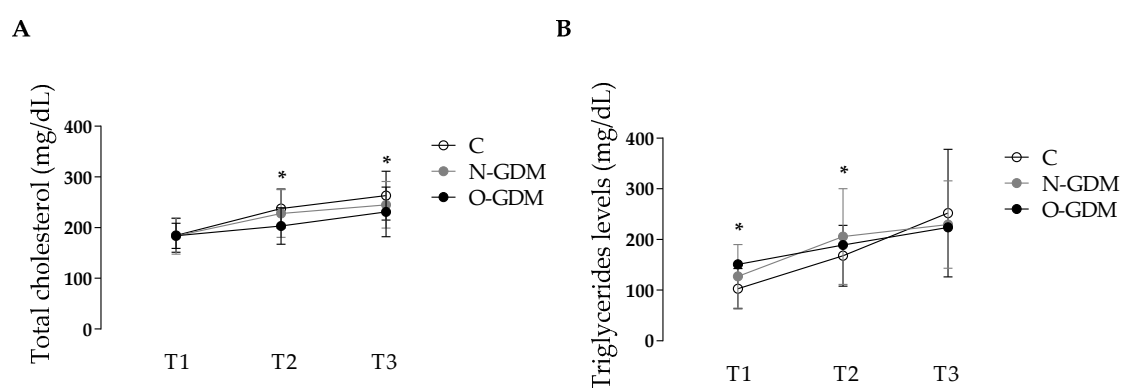 A
Total cholesterol (mg/dL)
400
300
200
100
0
*
*
T1 T2 T3
C
N-GDM
O-GDM
B
Triglycerides levels (mg/dL)
400
300
200
100
0
*
*
T1 T2 T3
C
N-GDM
O-GDM